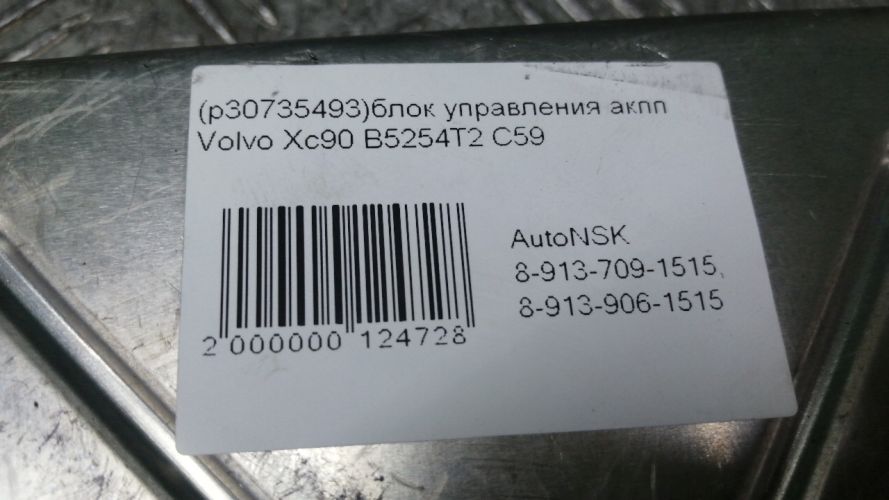 (p30735493)блок управления акпп
Volvo Xc90 B5254T2 C59
AutoNSK
8-913-709-1515,
8-913-906-1515
2 000000 124728